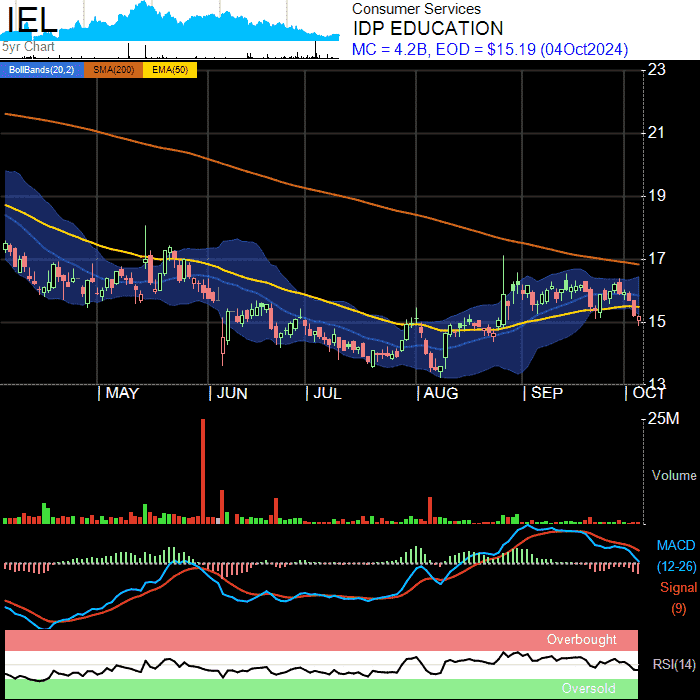 IEL
5yr Chart
Consumer Services
IDP EDUCATION
MC = 4.2B, EOD = $15.19 (04Oct2024)
BollBands(20,2) SMA(200) EMA(50)
23
21
19
17
15
13
| MAY | JUN | JUL | AUG | SEP | OCT
25M
Volume
MACD
(12-26)
Signal
(9)
Overbought
RSI(14)
Oversold